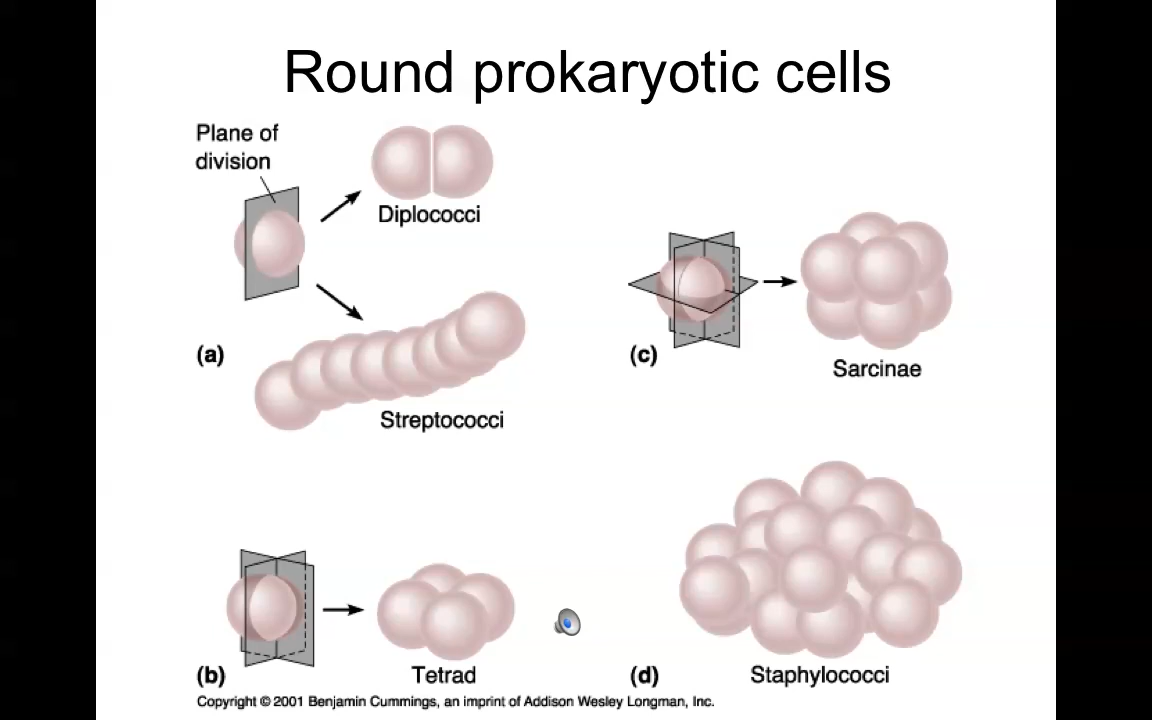 Round prokaryotic cells
Plane of
division
Diplococci
(a)
Streptococci
(c)
Sarcinae
(b)
Tetrad
(d)
Staphylococci
Copyright © 2001 Benjamin Cummings, an imprint of Addison Wesley Longman, Inc.